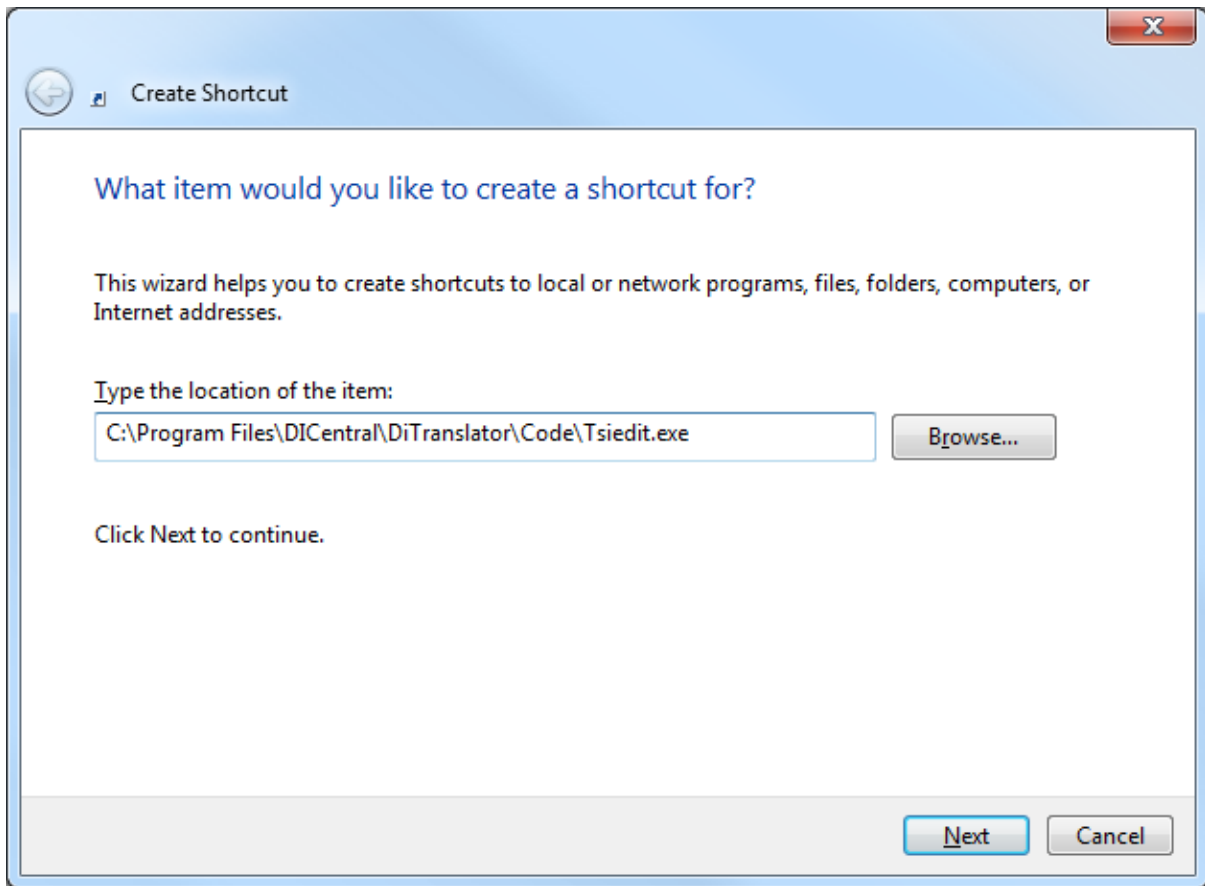 Create Shortcut
What item would you like to create a shortcut for?
This wizard helps you to create shortcuts to local or network programs, files, folders, computers, or
Internet addresses.
Type the location of the item:
C:\Program Files\DICentral\DiTranslator\Code\Tsiedit.exe
Browse...
Click Next to continue.
Next
Cancel